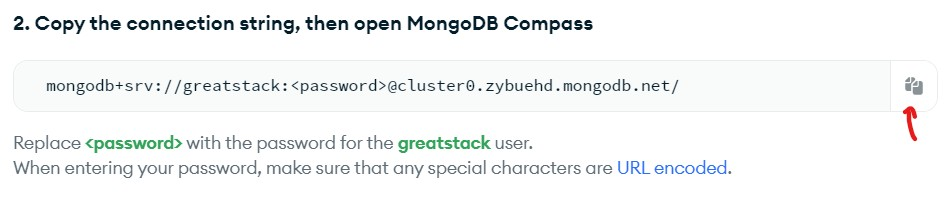 2. Copy the connection string, then open MongoDB Compass
mongodb+srv://greatstack:<password>@cluster0.zybuehd.mongodb.net/
Replace <password> with the password for the greatstack user.
When entering your password, make sure that any special characters are URL encoded.